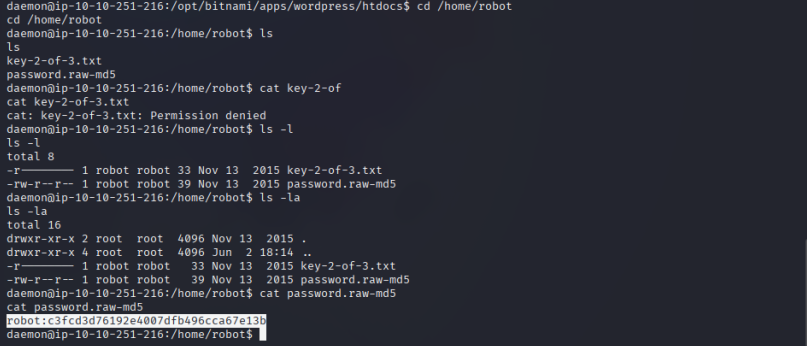 daemon@ip-10-10-251-216:/opt/bitnami/apps/wordpress/htdocs$ cd /home/robot
cd /home/robot
daemon@ip-10-10-251-216:/home/robot$ ls
ls
key-2-of-3.txt
password.raw-md5
daemon@ip-10-10-251-216:/home/robot$ cat key-2-of
cat key-2-of-3.txt
cat: key-2-of-3.txt: Permission denied
daemon@ip-10-10-251-216:/home/robot$ ls -l
ls -l
total 8
-r-------- 1 robot robot 33 Nov 13  2015 key-2-of-3.txt
-rw-r--r-- 1 robot robot 39 Nov 13  2015 password.raw-md5
daemon@ip-10-10-251-216:/home/robot$ ls -la
ls -la
total 16
drwxr-xr-x 2 root  root  4096 Nov 13  2015 .
drwxr-xr-x 4 root  root  4096 Jun  2 18:14 ..
-r-------- 1 robot robot   33 Nov 13  2015 key-2-of-3.txt
-rw-r--r-- 1 robot robot   39 Nov 13  2015 password.raw-md5
daemon@ip-10-10-251-216:/home/robot$ cat password.raw-md5
cat password.raw-md5
robot:c3fcd3d76192e4007dfb496cca67e13b
daemon@ip-10-10-251-216:/home/robot$